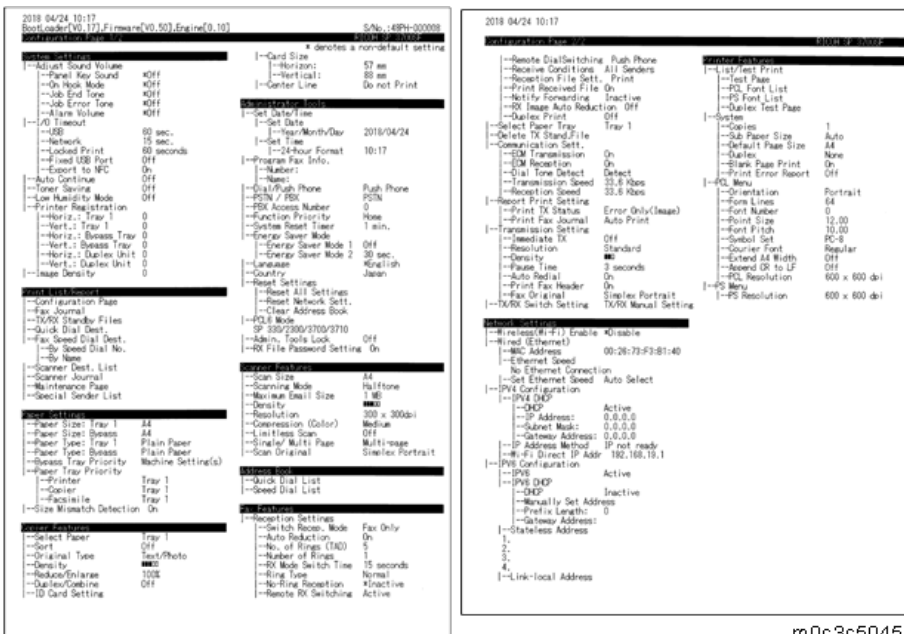 2018 04/24 10:17
BootLoader[V0.17],Firmware[V0.50],Engine[0.10] S/No.:48PH-000008
Configuration Page 1/2 RICOH SP 3700SF
* denotes a non-default setting
System Settings
|--Adjust Sound Volume
|--Panel Key Sound *Off
|--On Hook Mode *Off
|--Job End Tone *Off
|--Job Error Tone *Off
|--Alarm Volume *Off
|--I/O Timeout
|--USB 60 sec.
|--Network 15 sec.
|--Locked Print 60 seconds
|--Fixed USB Port Off
|--Export to NFC On
|--Auto Continue Off
|--Toner Saving Off
|--Low Humidity Mode Off
|--Printer Registration
|--Horiz.: Tray 1 0
|--Vert.: Tray 1 0
|--Horiz.: Bypass Tray 0
|--Vert.: Bypass Tray 0
|--Horiz.: Duplex Unit 0
|--Vert.: Duplex Unit 0
|--Image Density 0
Print List/Report
|--Configuration Page
|--Fax Journal
|--TX/RX Standby Files
|--Quick Dial Dest.
|--Fax Speed Dial Dest.
|--By Speed Dial No.
|--By Name
|--Scanner Dest. List
|--Scanner Journal
|--Maintenance Page
|--Special Sender List
Paper Settings
|--Paper Size: Tray 1 A4
|--Paper Size: Bypass A4
|--Paper Type: Tray 1 Plain Paper
|--Paper Type: Bypass Plain Paper
|--Bypass Tray Priority Machine Setting(s)
|--Paper Tray Priority
|--Printer Tray 1
|--Copier Tray 1
|--Facsimile Tray 1
|--Size Mismatch Detection On
Copier Features
|--Select Paper Tray 1
|--Sort Off
|--Original Type Text/Photo
|--Density
|--Reduce/Enlarge 100%
|--Duplex/Combine Off
|--ID Card Setting
|--Card Size
|--Horizon: 57 mm
|--Vertical: 88 mm
|--Center Line Do not Print
Administrator Tools
|--Set Date/Time
|--Set Date
|--Year/Month/Day 2018/04/24
|--Set Time
|--24-hour Format 10:17
|--Program Fax Info.
|--Number:
|--Name:
|--Dial/Push Phone Push Phone
|--PSTN / PBX PSTN
|--PBX Access Number 0
|--Function Priority Home
|--System Reset Timer 1 min.
|--Energy Saver Mode
|--Energy Saver Mode 1 Off
|--Energy Saver Mode 2 30 sec.
|--Language *English
|--Country Japan
|--Reset Settings
|--Reset All Settings
|--Reset Network Sett.
|--Clear Address Book
|--PCL6 Mode
SP 330/2300/3700/3710
|--Admin. Tools Lock Off
|--RX File Password Setting On
Scanner Features
|--Scan Size A4
|--Scanning Mode Halftone
|--Maximum Email Size 1 MB
|--Density
|--Resolution 300 x 300dpi
|--Compression (Color) Medium
|--Limitless Scan Off
|--Single/ Multi Page Multi-page
|--Scan Original Simplex Portrait
Address Book
|--Quick Dial List
|--Speed Dial List
Fax Features
|--Reception Settings
|--Switch Recep. Mode Fax Only
|--Auto Reduction On
|--No. of Rings (TAD) 5
|--Number of Rings 1
|--RX Mode Switch Time 15 seconds
|--Ring Type Normal
|--No-Ring Reception *Inactive
|--Remote RX Switching Active
2018 04/24 10:17
Configuration Page 2/2 RICOH SP 3700SF
|--Remote DialSwitching Push Phone
|--Receive Conditions All Senders
|--Reception File Sett. Print
|--Print Received File On
|--Notify Forwarding Inactive
|--RX Image Auto Reduction Off
|--Duplex Print Off
|--Select Paper Tray Tray 1
|--Delete TX Stand.File
|--Communication Sett.
|--ECM Transmission On
|--ECM Reception On
|--Dial Tone Detect Detect
|--Transmission Speed 33.6 Kbps
|--Reception Speed 33.6 Kbps
|--Report Print Setting
|--Print TX Status Error Only(Image)
|--Print Fax Journal Auto Print
|--Transmission Setting
|--Immediate TX Off
|--Resolution Standard
|--Density
|--Pause Time 3 seconds
|--Auto Redial On
|--Print Fax Header On
|--Fax Original Simplex Portrait
|--TX/RX Switch Setting TX/RX Manual Setting
Network Settings
|--Wireless(Wi-Fi) Enable *Disable
|--Wired (Ethernet)
|--MAC Address 00:26:73:F3:B1:40
|--Ethernet Speed
No Ethernet Connection
|--Set Ethernet Speed Auto Select
|--IPV4 Configuration
|--IPV4 DHCP
|--DHCP Active
|--IP Address: 0.0.0.0
|--Subnet Mask: 0.0.0.0
|--Gateway Address: 0.0.0.0
|--IP Address Method IP not ready
|--Wi-Fi Direct IP Addr 192.168.19.1
|--IPV6 Configuration
|--IPV6 Active
|--IPV6 DHCP
|--DHCP Inactive
|--Manually Set Address
|--Prefix Length: 0
|--Gateway Address:
|--Stateless Address
1.
2.
3.
4.
|--Link-local Address
Printer Features
|--List/Test Print
|--Test Page
|--PCL Font List
|--PS Font List
|--Duplex Test Page
|--System
|--Copies 1
|--Sub Paper Size Auto
|--Default Page Size A4
|--Duplex None
|--Blank Page Print On
|--Print Error Report Off
|--PCL Menu
|--Orientation Portrait
|--Form Lines 64
|--Font Number 0
|--Point Size 12.00
|--Font Pitch 10.00
|--Symbol Set PC-8
|--Courier Font Regular
|--Extend A4 Width Off
|--Append CR to LF Off
|--PCL Resolution 600 x 600 dpi
|--PS Menu
|--PS Resolution 600 x 600 dpi
m0c3c5045